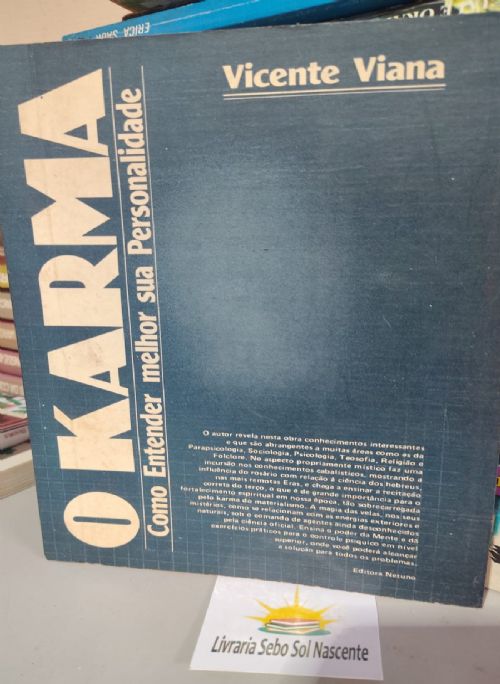 ERICA
Vicente Viana
O KARMA
Como Entender melhor sua Personalidade
O autor revela nesta obra conhecimentos interessantes
e que são abrangentes a muitas áreas como as da
Parapsicologia, Sociologia, Psicologia, Teosofia, Religião e
Folclore. No aspecto propriamente místico faz uma
incursão nos conhecimentos cabalísticos, mostrando a
influência do rosário com relação à ciência dos hebreus,
nas mais remotas Eras, e chega a ensinar a recitação
correta do terço, o que é de grande importância para o
fortalecimento espiritual em nossa época, tão sobrecarregada
pelo karma do materialismo. A magia das velas, nos seus
mistérios, como se relacionam com as energias exteriores e
naturais, sob o comando de agentes ainda desconhecidos
pela ciência oficial. Ensina o poder da Mente e dá
exercícios práticos para o controle psíquico em nível
superior, onde você poderá alcançar
a solução para todos os problemas.
Editora Netuno
Livraria Sebo Sol Nascente